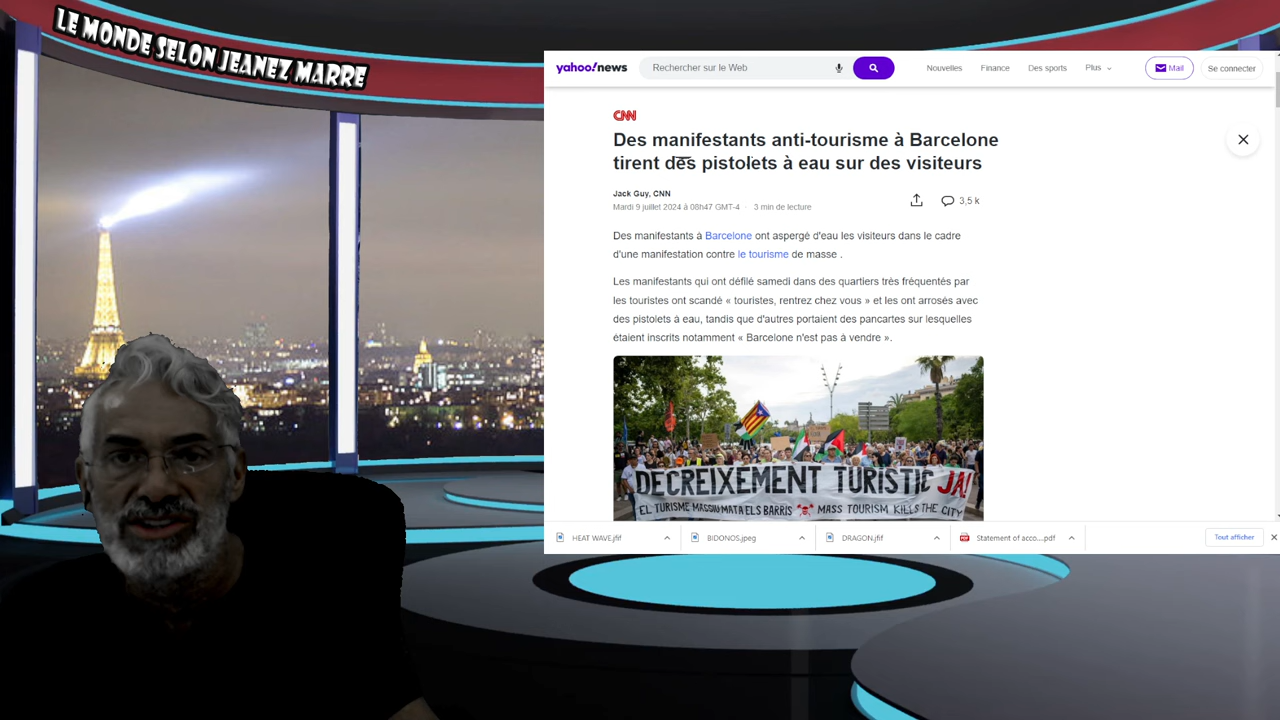 LE MONDE SELON JEANEZ MARRE
yahoo!news
Rechercher sur le Web
Nouvelles
Finance
Des sports
Plus
Mail
Se connecter
CNN
Des manifestants anti-tourisme à Barcelone
tirent des pistolets à eau sur des visiteurs
Jack Guy, CNN
Mardi 9 juillet 2024 à 08h47 GMT-4 · 3 min de lecture
3,5 k
Des manifestants à Barcelone ont aspergé d'eau les visiteurs dans le cadre
d'une manifestation contre le tourisme de masse .
Les manifestants qui ont défilé samedi dans des quartiers très fréquentés par
les touristes ont scandé « touristes, rentrez chez vous » et les ont arrosés avec
des pistolets à eau, tandis que d'autres portaient des pancartes sur lesquelles
étaient inscrits notamment « Barcelone n'est pas à vendre ».
DECREIXEMENT TURISTIC JA!
EL TURISME MASSIU MATA ELS BARRIS MASS TOURISM KILLS THE CITY
HEAT WAVE.jfif
BIDONOS.jpeg
DRAGON.jfif
Statement of acco....pdf
Tout afficher